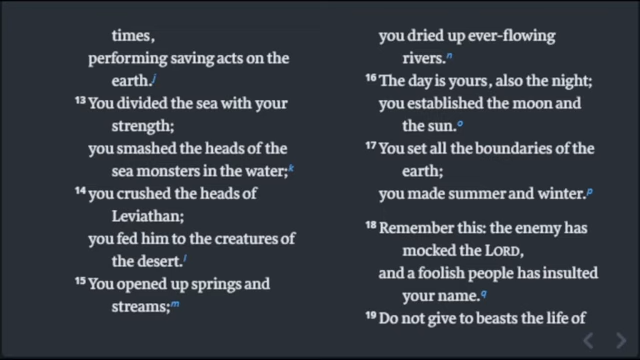 times,
performing saving acts on the
earth.j
13 You divided the sea with your
strength;
you smashed the heads of the
sea monsters in the water;k
14 you crushed the heads of
Leviathan;
you fed him to the creatures of
the desert.l
15 You opened up springs and
streams;m
you dried up ever-flowing
rivers.n
16 The day is yours, also the night;
you established the moon and
the sun.o
17 You set all the boundaries of the
earth;
you made summer and winter.p
18 Remember this: the enemy has
mocked the LORD,
and a foolish people has insulted
your name.q
19 Do not give to beasts the life of